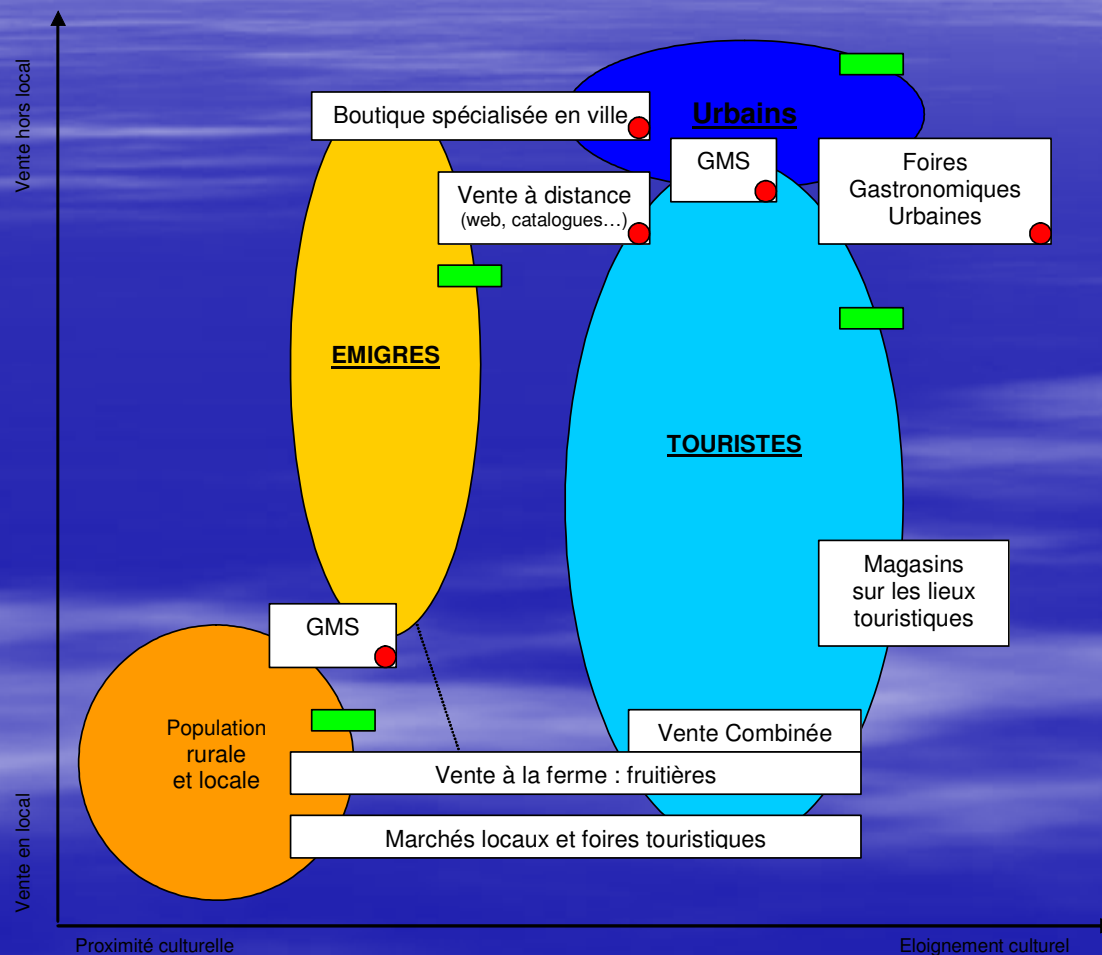 Vente hors local
Boutique spécialisée en ville
Urbains
GMS
Foires
Gastronomiques
Urbaines
Vente à distance
(web, catalogues…)
EMIGRES
TOURISTES
Magasins
sur les lieux
touristiques
GMS
Population
rurale
et locale
Vente Combinée
Vente à la ferme : fruitières
Marchés locaux et foires touristiques
Vente en local
Proximité culturelle
Eloignement culturel